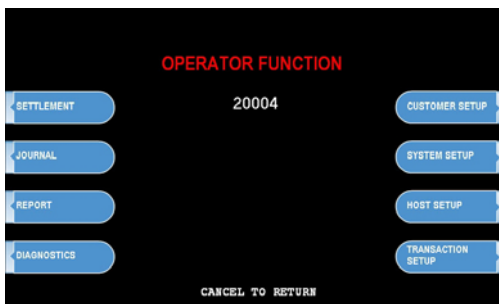 OPERATOR FUNCTION
20004
SETTLEMENT
CUSTOMER SETUP
JOURNAL
SYSTEM SETUP
REPORT
HOST SETUP
DIAGNOSTICS
TRANSACTION
SETUP
CANCEL TO RETURN